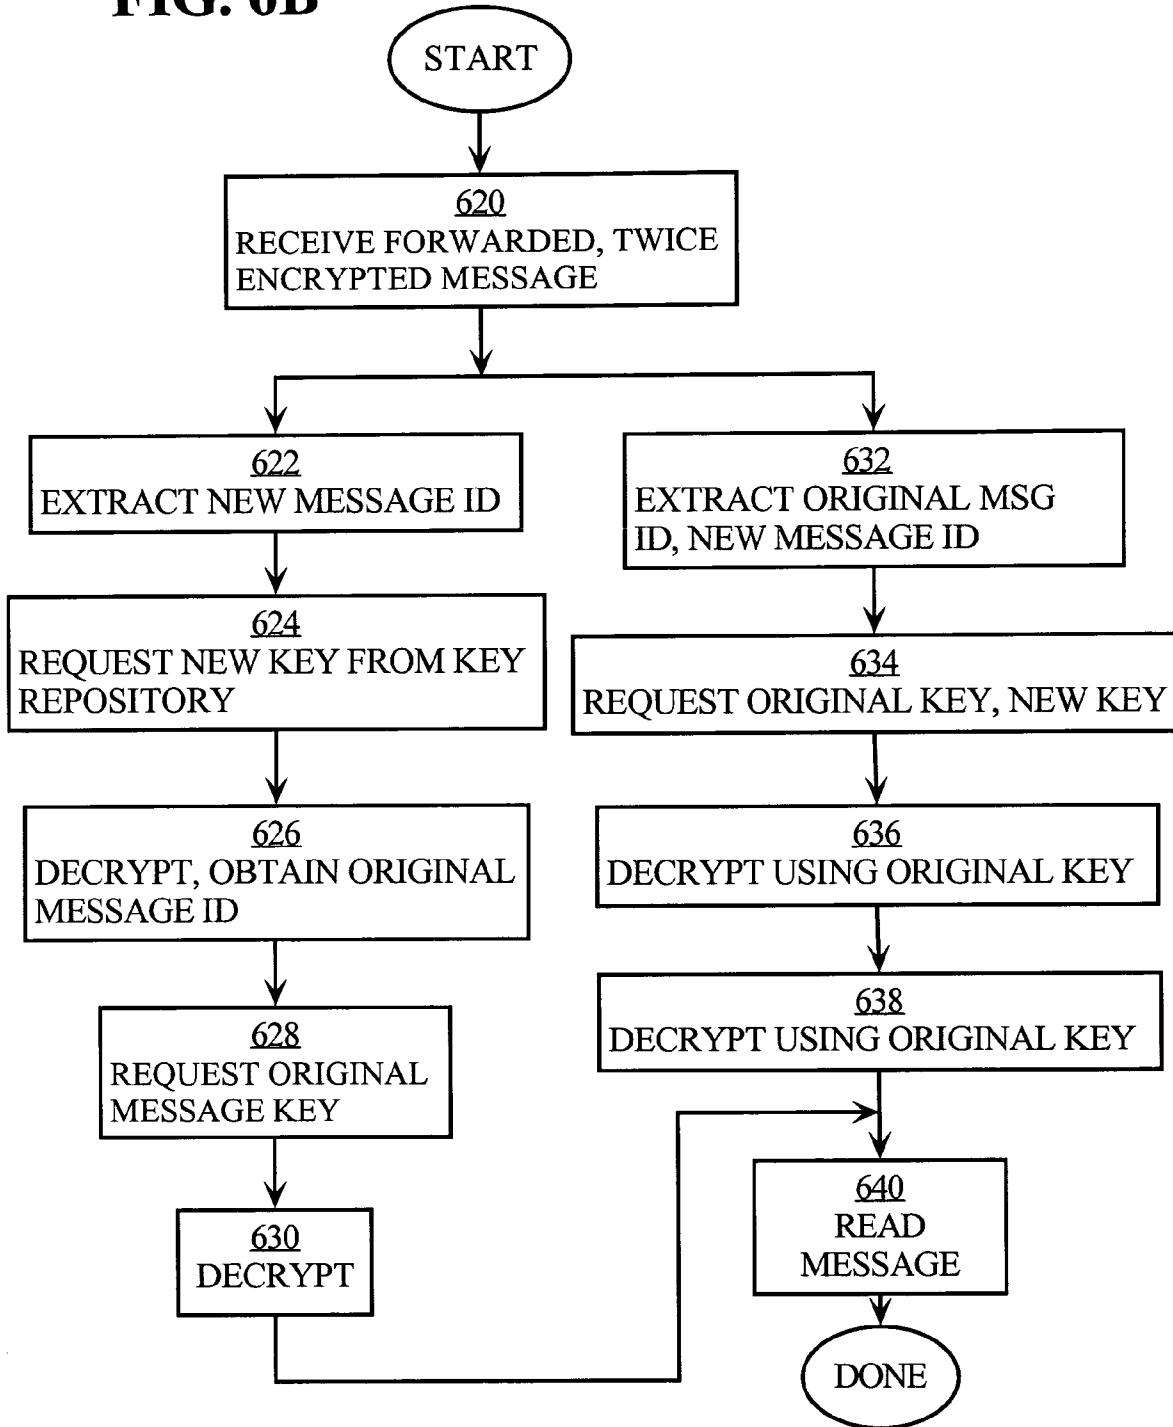 FIG. 6B
START
620
RECEIVE FORWARDED, TWICE
ENCRYPTED MESSAGE
622
EXTRACT NEW MESSAGE ID
624
REQUEST NEW KEY FROM KEY
REPOSITORY
626
DECRYPT, OBTAIN ORIGINAL
MESSAGE ID
628
REQUEST ORIGINAL
MESSAGE KEY
630
DECRYPT
632
EXTRACT ORIGINAL MSG
ID, NEW MESSAGE ID
634
REQUEST ORIGINAL KEY, NEW KEY
636
DECRYPT USING ORIGINAL KEY
638
DECRYPT USING ORIGINAL KEY
640
READ
MESSAGE
DONE